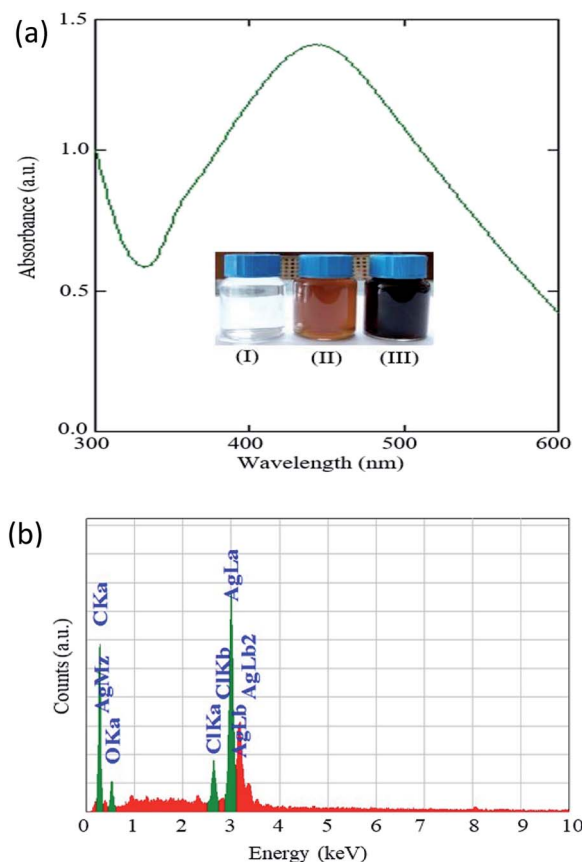 (a)
1.5
1.0
0.5
0.0
Absorbance (a.u.)
(I) (II) (III)
300 400 500 600
Wavelength (nm)
(b)
Counts (a.u.)
CKa
AgMz
OKa
ClKa
ClKb
AgLa
AgLb
AgLb2
0 1 2 3 4 5 6 7 8 9 10
Energy (keV)